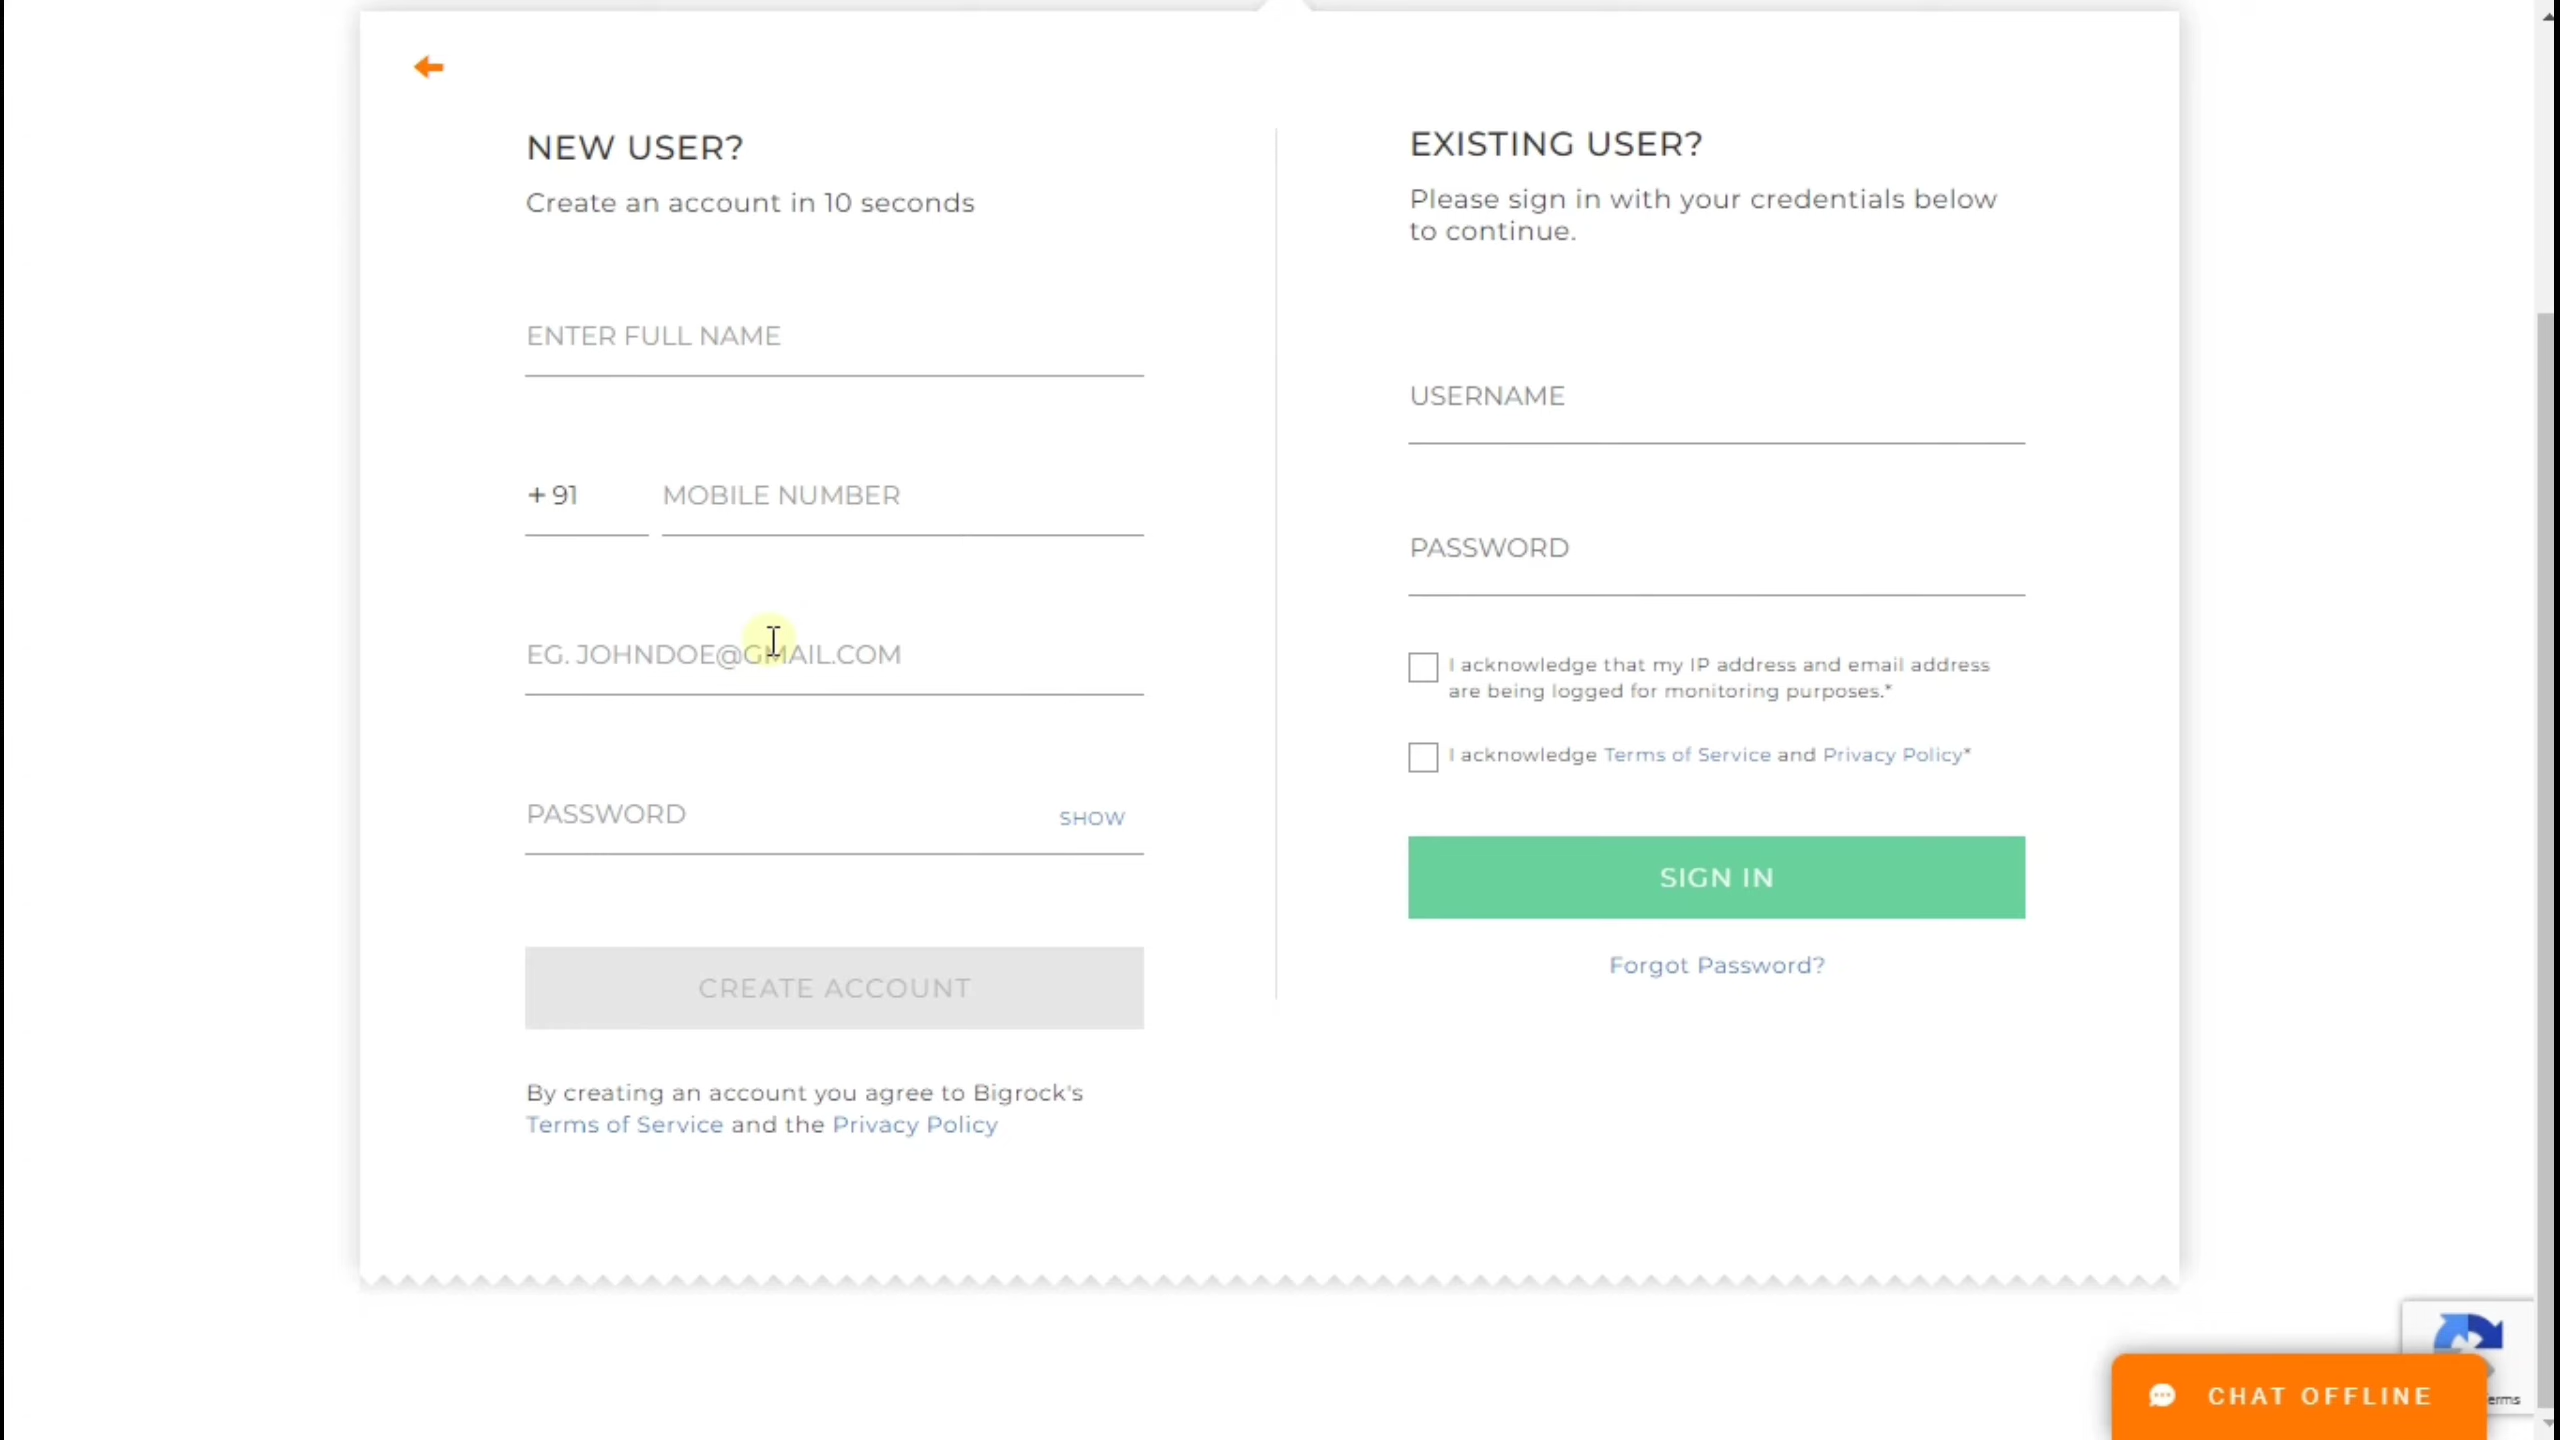 NEW USER?
Create an account in 10 seconds
ENTER FULL NAME
+ 91 MOBILE NUMBER
EG. JOHNDOE@GMAIL.COM
PASSWORD SHOW
CREATE ACCOUNT
By creating an account you agree to Bigrock's
Terms of Service and the Privacy Policy
EXISTING USER?
Please sign in with your credentials below
to continue.
USERNAME
PASSWORD
I acknowledge that my IP address and email address
are being logged for monitoring purposes.*
I acknowledge Terms of Service and Privacy Policy*
SIGN IN
Forgot Password?
CHAT OFFLINE